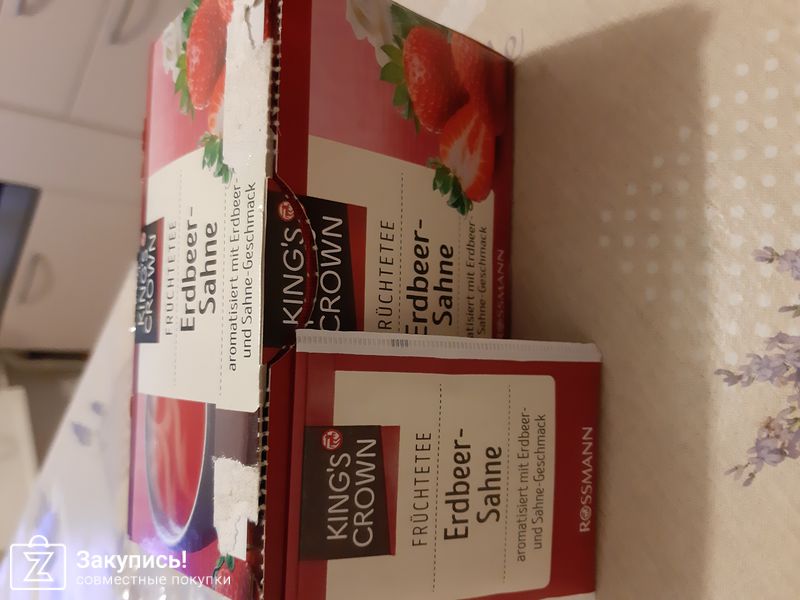 KING'S
CROWN
FRÜCHTETEE
Erdbeer-
Sahne
aromatisiert mit Erdbeer-
und Sahne-Geschmack
KING'S
CROWN
FRÜCHTETEE
Erdbeer-
Sahne
aromatisiert mit Erdbeer-
Sahne-Geschmack
ROSSMANN
KING'S
CROWN
FRÜCHTETEE
Erdbeer-
Sahne
aromatisiert mit Erdbeer-
und Sahne-Geschmack
ROSSMANN
Закупись!
совместные покупки